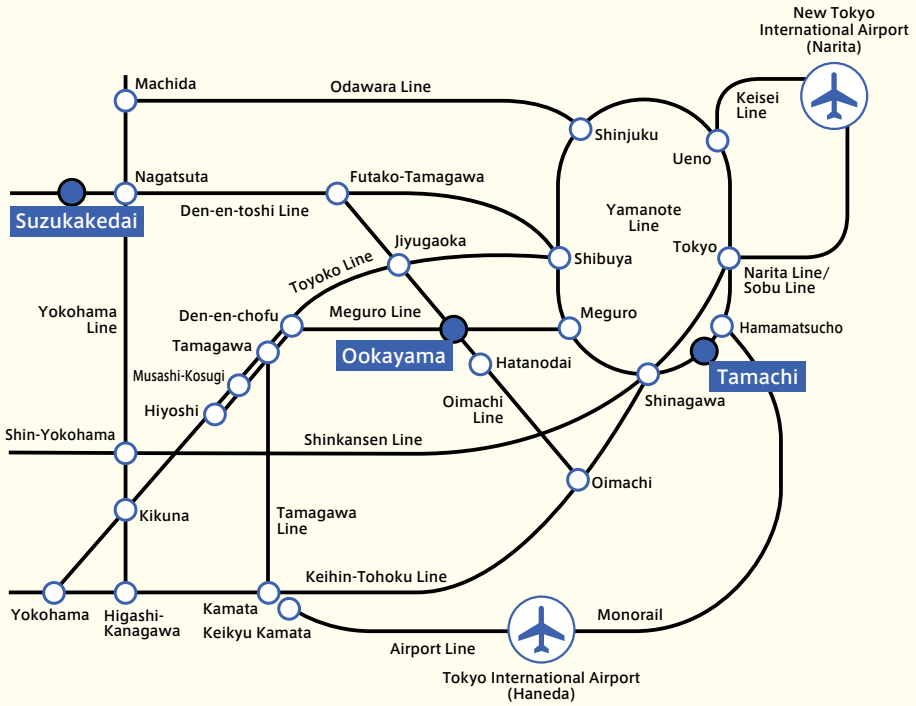 New Tokyo
International Airport
(Narita)
Machida
Odawara Line
Keisei
Line
Shinjuku
Ueno
Nagatsuta
Futako-Tamagawa
Suzukakedai
Den-en-toshi Line
Yamanote
Line
Jiyugaoka
Tokyo
Toyoko Line
Shibuya
Narita Line/
Sobu Line
Yokohama
Line
Den-en-chofu
Meguro Line
Meguro
Hamamatsucho
Tamagawa
Ookayama
Hatanodai
Musashi-Kosugi
Tamachi
Hiyoshi
Oimachi
Line
Shinagawa
Shin-Yokohama
Shinkansen Line
Oimachi
Kikuna
Tamagawa
Line
Keihin-Tohoku Line
Yokohama
Higashi-
Kanagawa
Kamata
Keikyu Kamata
Monorail
Airport Line
Tokyo International Airport
(Haneda)